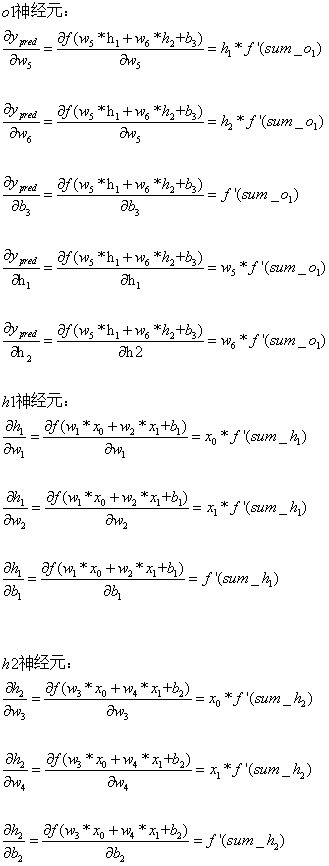 o1神经元：
∂y_pred/∂w₅ = ∂f(w₅*h₁+w₆*h₂+b₃)/∂w₅ = h₁*f'(sum_o₁)
∂y_pred/∂w₆ = ∂f(w₅*h₁+w₆*h₂+b₃)/∂w₅ = h₂*f'(sum_o₁)
∂y_pred/∂b₃ = ∂f(w₅*h₁+w₆*h₂+b₃)/∂b₃ = f'(sum_o₁)
∂y_pred/∂h₁ = ∂f(w₅*h₁+w₆*h₂+b₃)/∂h₁ = w₅*f'(sum_o₁)
∂y_pred/∂h₂ = ∂f(w₅*h₁+w₆*h₂+b₃)/∂h2 = w₆*f'(sum_o₁)
h1神经元：
∂h₁/∂w₁ = ∂f(w₁*x₀+w₂*x₁+b₁)/∂w₁ = x₀*f'(sum_h₁)
∂h₁/∂w₂ = ∂f(w₁*x₀+w₂*x₁+b₁)/∂w₂ = x₁*f'(sum_h₁)
∂h₁/∂b₁ = ∂f(w₁*x₀+w₂*x₁+b₁)/∂b₁ = f'(sum_h₁)
h2神经元：
∂h₂/∂w₃ = ∂f(w₃*x₀+w₄*x₁+b₂)/∂w₃ = x₀*f'(sum_h₂)
∂h₂/∂w₄ = ∂f(w₃*x₀+w₄*x₁+b₂)/∂w₄ = x₁*f'(sum_h₂)
∂h₂/∂b₂ = ∂f(w₃*x₀+w₄*x₁+b₂)/∂b₂ = f'(sum_h₂)